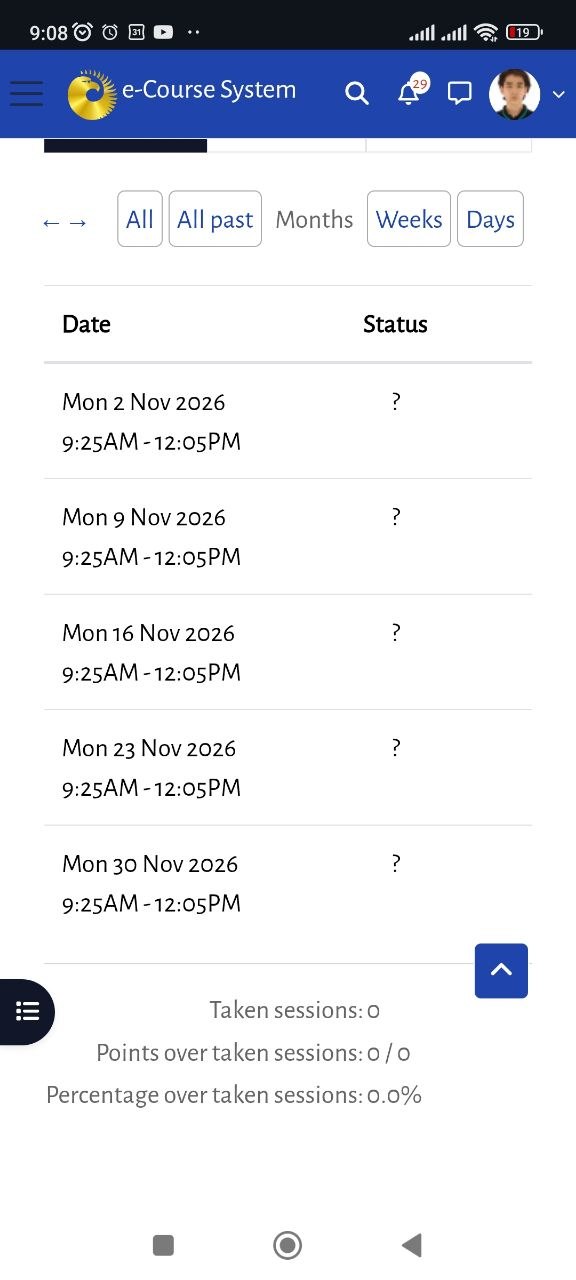 9:08
31
19
e-Course System
29
← →
All
All past
Months
Weeks
Days
Date Status
Mon 2 Nov 2026 ?
9:25AM - 12:05PM
Mon 9 Nov 2026 ?
9:25AM - 12:05PM
Mon 16 Nov 2026 ?
9:25AM - 12:05PM
Mon 23 Nov 2026 ?
9:25AM - 12:05PM
Mon 30 Nov 2026 ?
9:25AM - 12:05PM
Taken sessions: 0
Points over taken sessions: 0 / 0
Percentage over taken sessions: 0.0%